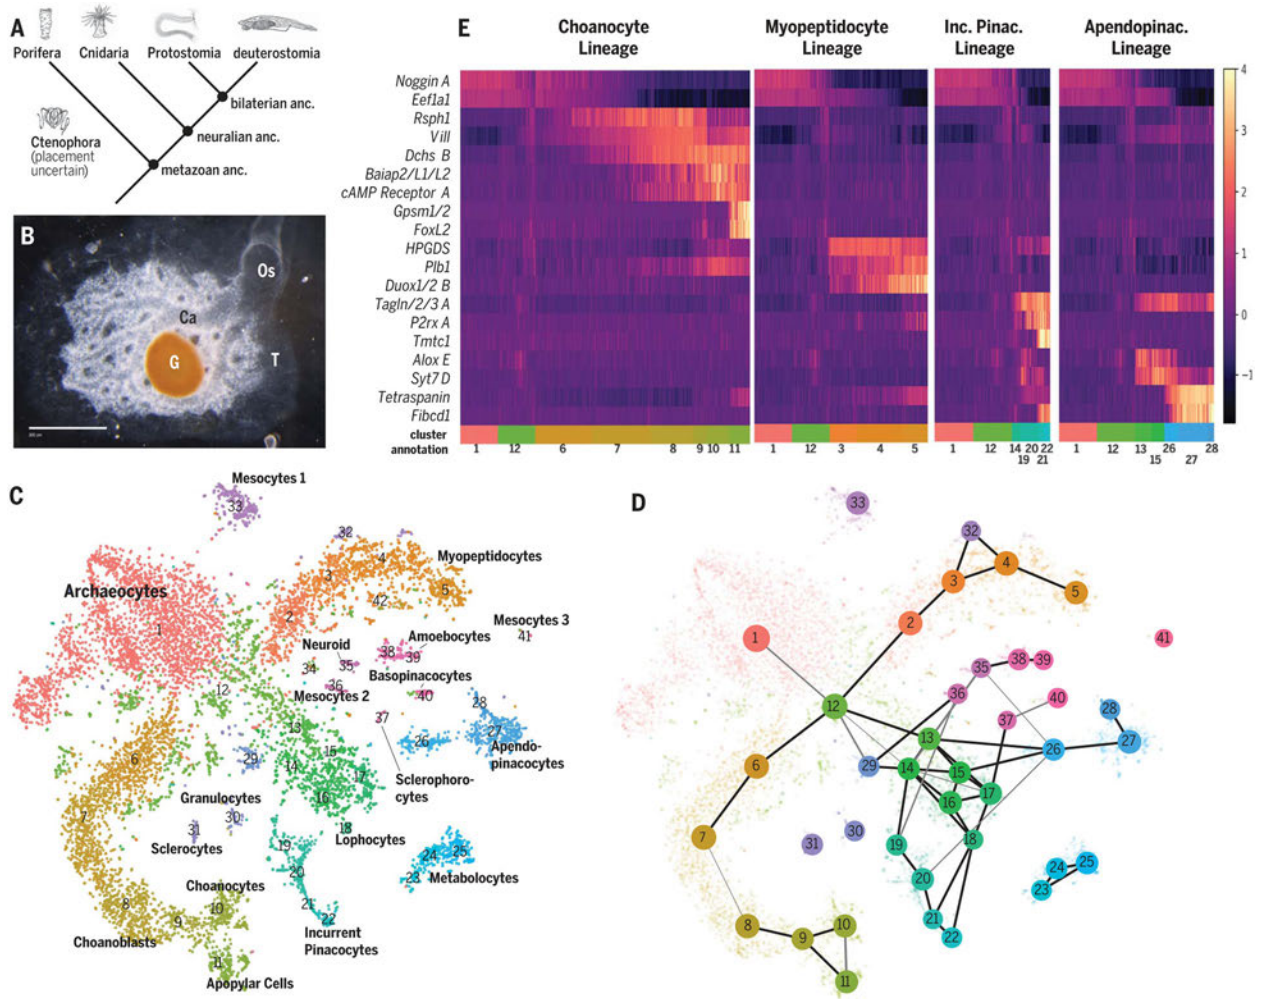 A
Porifera Cnidaria Protostomia deuterostomia
bilaterian anc.
neuralian anc.
metazoan anc.
Ctenophora
(placement
uncertain)
B
Os
Ca
G
T
E
Choanocyte
Lineage
Myopeptidocyte
Lineage
Inc. Pinac.
Lineage
Apendopinac.
Lineage
Noggin A
Eef1a1
Rsph1
Vill
Dchs B
Baiap2/L1/L2
cAMP Receptor A
Gpsm1/2
FoxL2
HPGDS
Plb1
Duox1/2 B
Tagln/2/3 A
P2rx A
Tmtc1
Alox E
Syt7 D
Tetraspanin
Fibcd1
cluster
annotation
1 12 6 7 8 9 10 11
1 12 3 4 5
1 12 14 20 22
19 21
1 12 13 26 28
15 27
4
3
2
1
0
−1
C
Mesocytes 1
33
32
4
Myopeptidocytes
3
5
42
Archaeocytes
1
2
Mesocytes 3
41
Amoebocytes
38
39
Neuroid
35
34
Basopinacocytes
36
40
Mesocytes 2
12
37
28
13
27
26
Apendo-
pinacocytes
6
29
15
14
17
16
Sclerophoro-
cytes
Granulocytes
30
7
31
18
Sclerocytes
Lophocytes
19
24
25
20
23
Metabolocytes
Choanocytes
8
10
21
9
22
Incurrent
Pinacocytes
Choanoblasts
11
Apopylar Cells
D
33
32
4
3
5
2
1
41
35
38
39
36
40
12
37
28
13
27
26
6
29
14
15
17
16
7
31
30
18
19
24
25
20
23
8
10
21
9
22
11